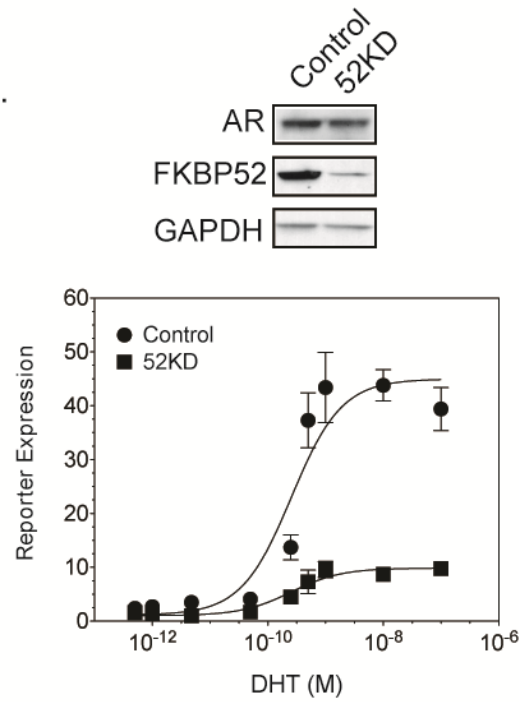 Control 52KD
AR
FKBP52
GAPDH
60
50
40
30
20
10
0
Control
52KD
Reporter Expression
10-12 10-10 10-8 10-6
DHT (M)